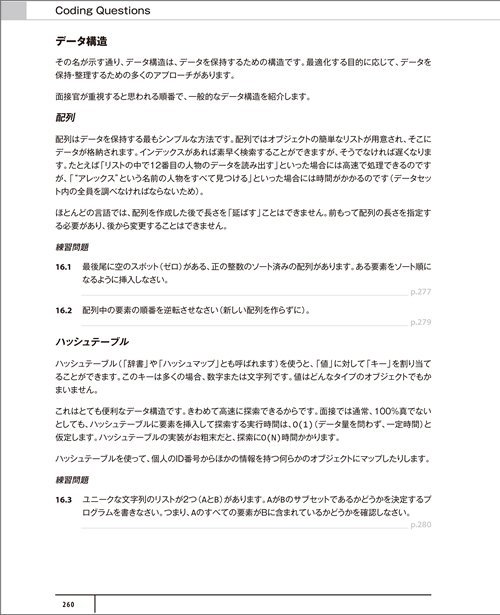 Coding Questions
データ構造
その名が示す通り、データ構造は、データを保持するための構造です。最適化する目的に応じて、データを
保持・整理するための多くのアプローチがあります。
面接官が重視すると思われる順番で、一般的なデータ構造を紹介します。
配列
配列はデータを保持する最もシンプルな方法です。配列ではオブジェクトの簡単なリストが用意され、そこに
データが格納されます。インデックスがあれば素早く検索することができますが、そうでなければ遅くなりま
す。たとえば「リストの中で12番目の人物のデータを読み出す」といった場合には高速で処理できるのです
が、「“アレックス”という名前の人物をすべて見つける」といった場合には時間がかかるのです（データセッ
ト内の全員を調べなければならないため）。
ほとんどの言語では、配列を作成した後で長さを「延ばす」ことはできません。前もって配列の長さを指定す
る必要があり、後から変更することはできません。
練習問題
16.1 最後尾に空のスポット（ゼロ）がある、正の整数のソート済みの配列があります。ある要素をソート順に
なるように挿入しなさい。
p.277
16.2 配列中の要素の順番を逆転させなさい（新しい配列を作らずに）。
p.279
ハッシュテーブル
ハッシュテーブル（「辞書」や「ハッシュマップ」とも呼ばれます）を使うと、「値」に対して「キー」を割り当て
ることができます。このキーは多くの場合、数字または文字列です。値はどんなタイプのオブジェクトでもか
まいません。
これはとても便利なデータ構造です。きわめて高速に探索できるからです。面接では通常、100%真でない
としても、ハッシュテーブルに要素を挿入して探索する実行時間は、O(1)（データ量を問わず、一定時間）と
仮定します。ハッシュテーブルの実装がお粗末だと、探索にO(N)時間かかります。
ハッシュテーブルを使って、個人のID番号からほかの情報を持つ何らかのオブジェクトにマップしたりします。
練習問題
16.3 ユニークな文字列のリストが2つ（AとB）があります。AがBのサブセットであるかどうかを決定するプ
ログラムを書きなさい。つまり、Aのすべての要素がBに含まれているかどうかを確認しなさい。
p.280
260